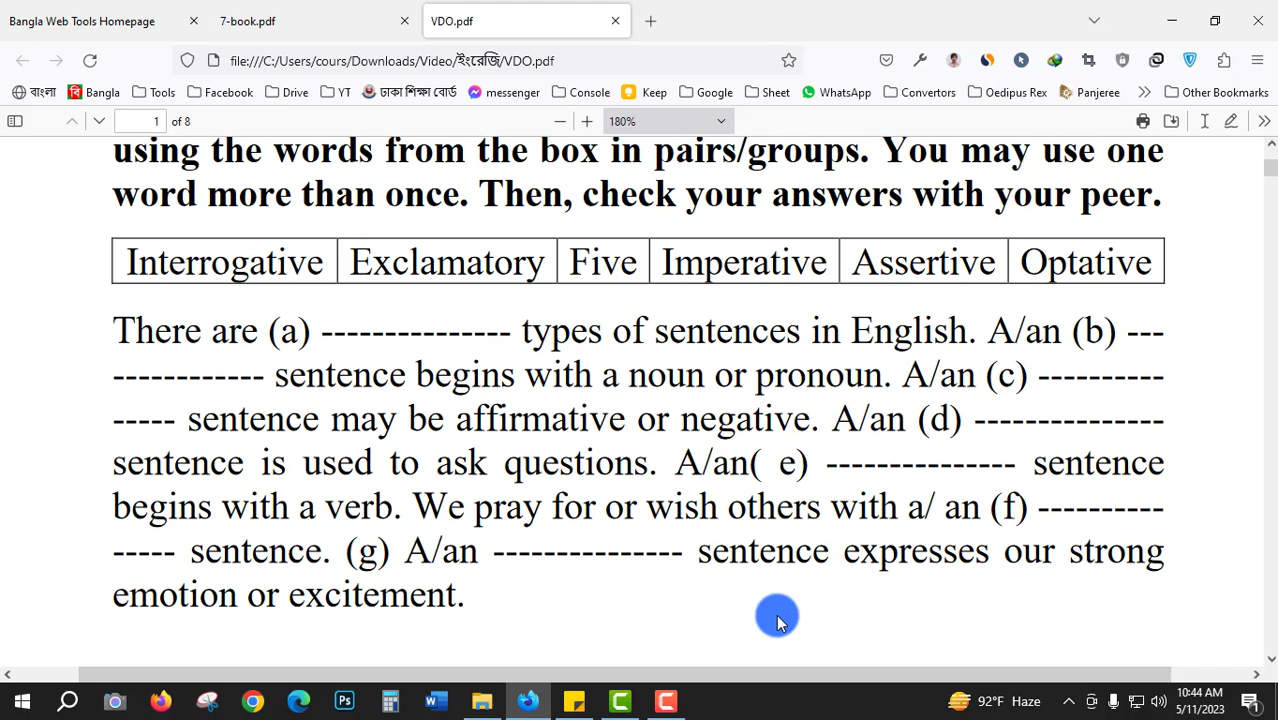 Bangla Web Tools Homepage
7-book.pdf
VDO.pdf
file:///C:/Users/cours/Downloads/Video/ইংরেজি/VDO.pdf
বাংলা
Bangla
Tools
Facebook
Drive
YT
ঢাকা শিক্ষা বোর্ড
messenger
Console
Keep
Google
Sheet
WhatsApp
Convertors
Oedipus Rex
Panjeree
Other Bookmarks
1 of 8
180%
using the words from the box in pairs/groups. You may use one
word more than once. Then, check your answers with your peer.
Interrogative Exclamatory Five Imperative Assertive Optative
There are (a) --------------- types of sentences in English. A/an (b) ---
------------ sentence begins with a noun or pronoun. A/an (c) ----------
----- sentence may be affirmative or negative. A/an (d) ---------------
sentence is used to ask questions. A/an( e) --------------- sentence
begins with a verb. We pray for or wish others with a/ an (f) ----------
----- sentence. (g) A/an --------------- sentence expresses our strong
emotion or excitement.
92°F Haze
10:44 AM
5/11/2023